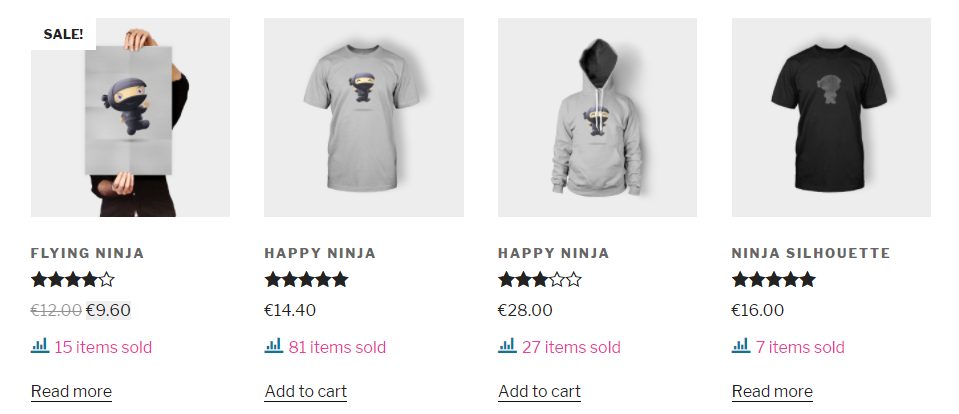 SALE!
FLYING NINJA
€12.00 €9.60
15 items sold
Read more
HAPPY NINJA
€14.40
81 items sold
Add to cart
HAPPY NINJA
€28.00
27 items sold
Add to cart
NINJA SILHOUETTE
€16.00
7 items sold
Read more